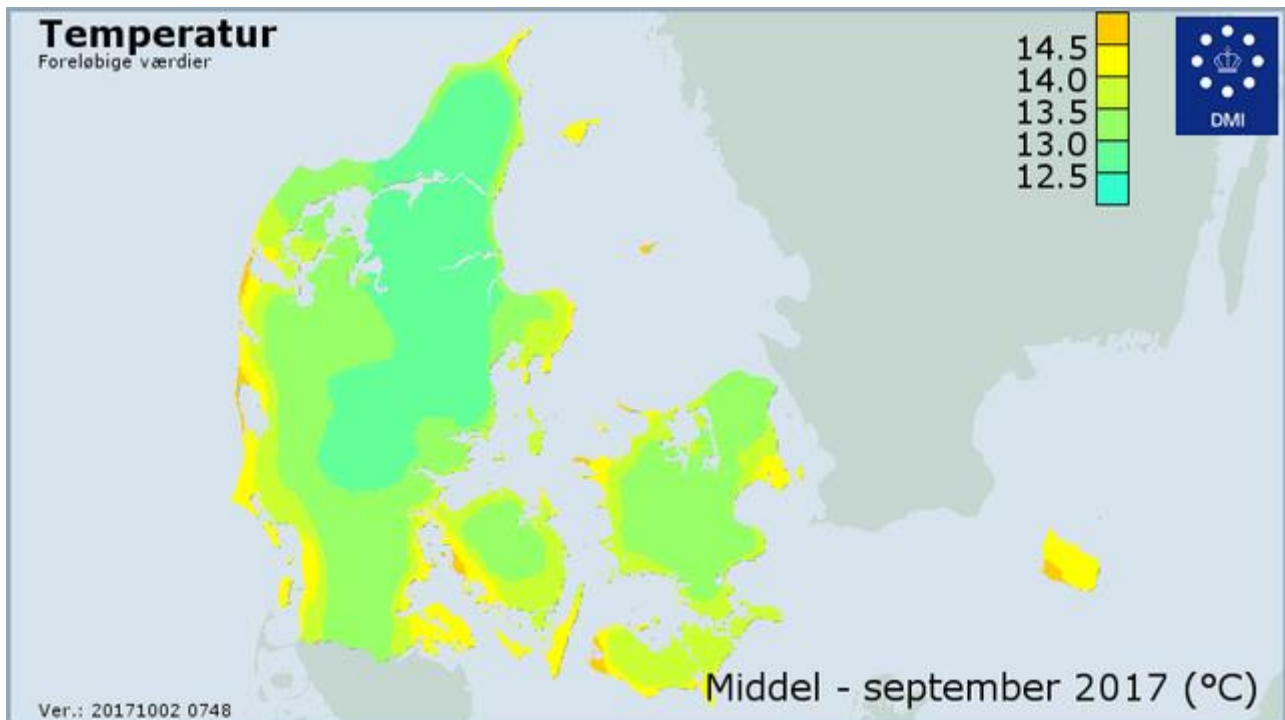 Temperatur
Foreløbige værdier
14.5
14.0
13.5
13.0
12.5
DMI
Middel - september 2017 (°C)
Ver.: 20171002 0748